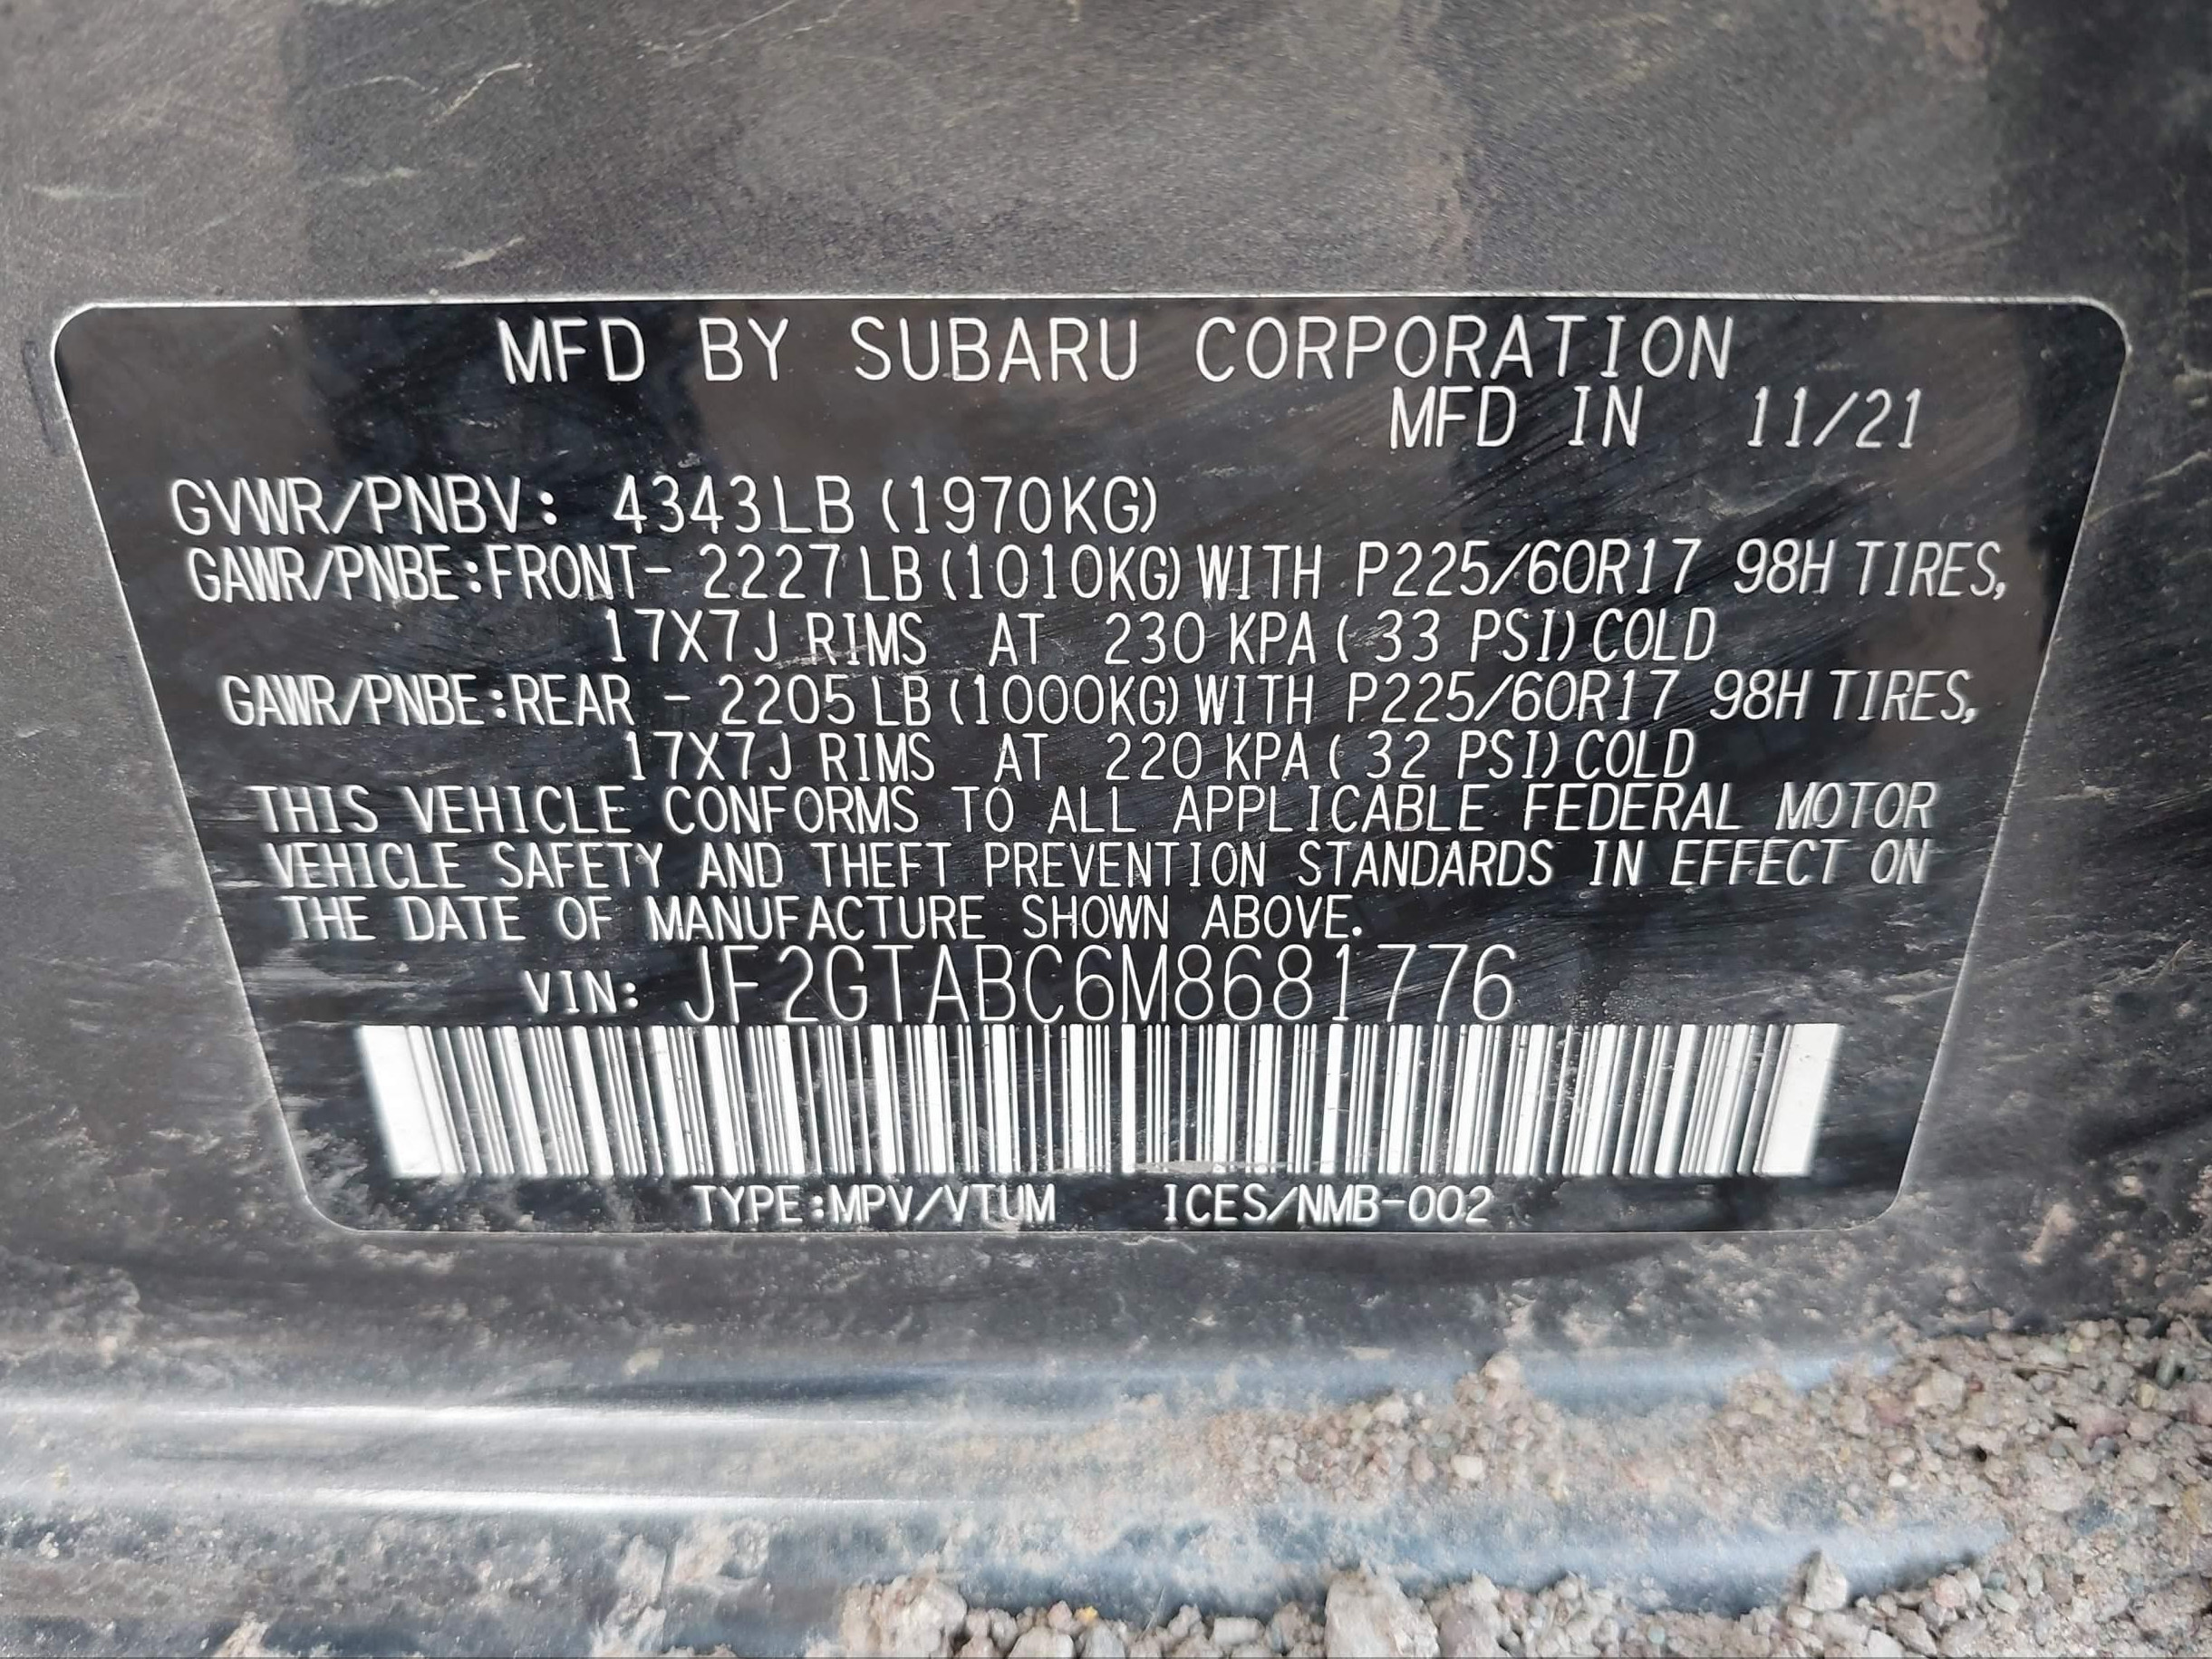 MFD BY SUBARU CORPORATION
MFD IN 11/21
GVWR/PNBV: 4343LB (1970KG)
GAWR/PNBE:FRONT- 2227 LB (1010KG) WITH P225/60R17 98H TIRES,
17X7J RIMS AT 230 KPA ( 33 PSI) COLD
GAWR/PNBE:REAR - 2205 LB (1000KG) WITH P225/60R17 98H TIRES,
17X7J RIMS AT 220 KPA ( 32 PSI) COLD
THIS VEHICLE CONFORMS TO ALL APPLICABLE FEDERAL MOTOR
VEHICLE SAFETY AND THEFT PREVENTION STANDARDS IN EFFECT ON
THE DATE OF MANUFACTURE SHOWN ABOVE.
VIN: JF2GTABC6M8681776
TYPE:MPV/VTUM ICES/NMB-002